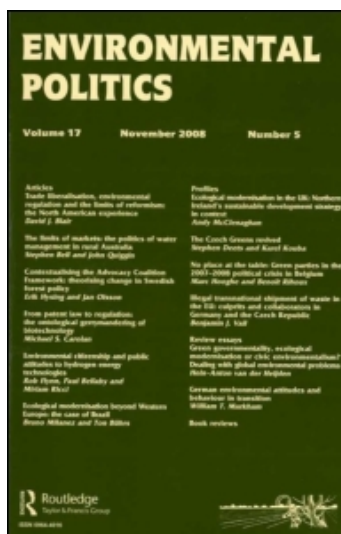 ENVIRONMENTAL
POLITICS
Volume 17 November 2008 Number 5
Articles
Trade liberalisation, environmental
regulation and the limits of reformism:
the North American experience
David J. Blair
The limits of markets: the politics of water
management in rural Australia
Stephen Bell and John Quiggin
Contextualising the Advocacy Coalition
Framework: theorising change in Swedish
forest policy
Erik Hysing and Jan Olsson
From patent law to regulation:
the ontological gerrymandering of
biotechnology
Michael S. Carolan
Environmental citizenship and public
attitudes to hydrogen energy
technologies
Rob Flynn, Paul Bellaby and
Miriam Ricci
Ecological modernisation beyond Western
Europe: the case of Brazil
Bruno Milanez and Ton Bührs
Profiles
Ecological modernisation in the UK: Northern
Ireland's sustainable development strategy
in context
Andy McClenaghan
The Czech Greens revived
Stephen Deets and Karel Kouba
No place at the table: Green parties in the
2007–2008 political crisis in Belgium
Marc Hooghe and Benoît Rihoux
Illegal transnational shipment of waste in
the EU: culprits and collaborators in
Germany and the Czech Republic
Benjamin J. Vail
Review essays
Green governmentality, ecological
modernisation or civic environmentalism?
Dealing with global environmental problems
Hein-Anton van der Heijden
German environmental attitudes and
behaviour in transition
William T. Markham
Book reviews
Routledge
Taylor & Francis Group
ISSN 0964-4016